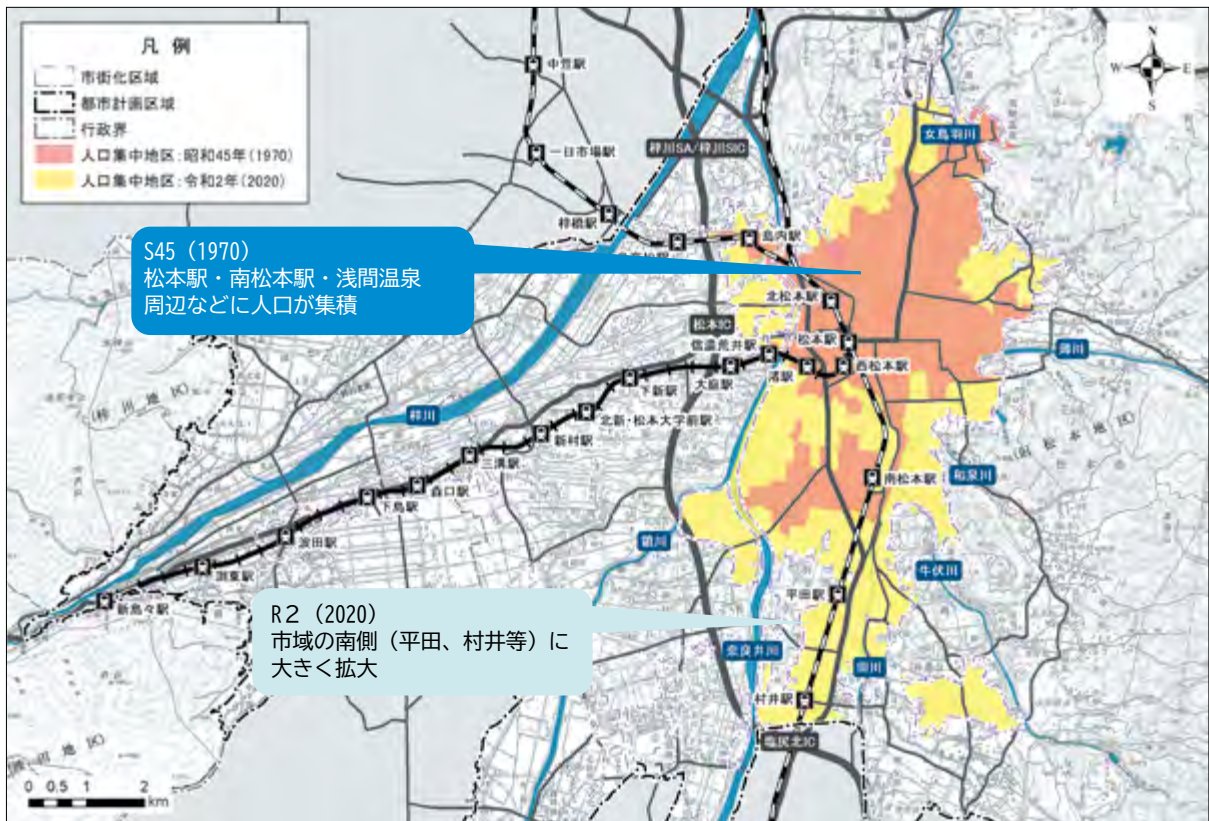 凡 例
市街化区域
都市計画区域
行政界
人口集中地区:昭和45年(1970)
人口集中地区:令和2年(2020)
W
E
S
中萱駅
女鳥羽川
梓川SA/梓川SIC
一日市場駅
梓橋駅
島内駅
S45（1970）
松本駅・南松本駅・浅間温泉
周辺などに人口が集積
北松本駅
松本IC
信濃荒井駅
松本駅
薄川
大庭駅
渚駅
西松本駅
下新駅
梓川
北新・松本大学前駅
新村駅
三溝駅
南松本駅
和泉川
森口駅
下島駅
鎖川
波田駅
牛伏川
渕東駅
平田駅
新島々駅
R２（2020）
市域の南側（平田、村井等）に
大きく拡大
奈良井川
田川
村井駅
塩尻北IC
0 0.5 1 2
km